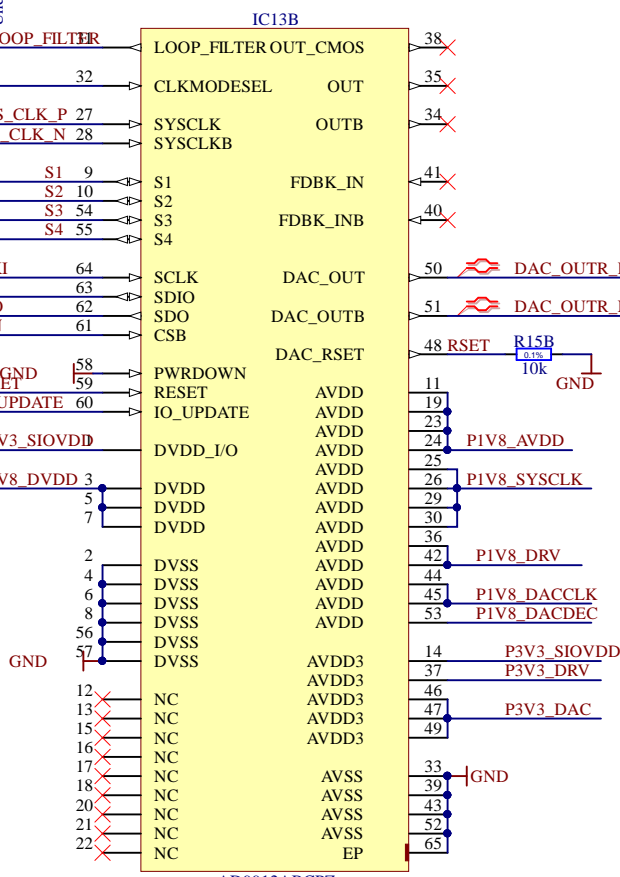 IC13B
LOOP_FILTER 31 LOOP_FILTER OUT_CMOS 38
32 CLKMODESEL OUT 35
S_CLK_P 27 SYSCLK OUTB 34
_CLK_N 28 SYSCLKB
S1 9 S1 FDBK_IN 41
S2 10 S2
S3 54 S3 FDBK_INB 40
S4 55 S4
64 SCLK DAC_OUT 50 DAC_OUTR_
63 SDIO
62 SDO DAC_OUTB 51 DAC_OUTR_
61 CSB
DAC_RSET 48 RSET R15B 0.1% 10k GND
GND 58 PWRDOWN
ET 59 RESET AVDD 11
UPDATE 60 IO_UPDATE AVDD 19
AVDD 23
V3_SIOVDD 1 DVDD_I/O AVDD 24 P1V8_AVDD
AVDD 25
V8_DVDD 3 DVDD AVDD 26 P1V8_SYSCLK
5 DVDD AVDD 29
7 DVDD AVDD 30
AVDD 36
2 DVSS AVDD 42 P1V8_DRV
4 DVSS AVDD 44
6 DVSS AVDD 45 P1V8_DACCLK
8 DVSS AVDD 53 P1V8_DACDEC
56 DVSS
GND 57 DVSS AVDD3 14 P3V3_SIOVDD
AVDD3 37 P3V3_DRV
12 NC AVDD3 46
13 NC AVDD3 47 P3V3_DAC
15 NC AVDD3 49
16 NC
17 NC AVSS 33 GND
18 NC AVSS 39
20 NC AVSS 43
21 NC AVSS 52
22 NC EP 65